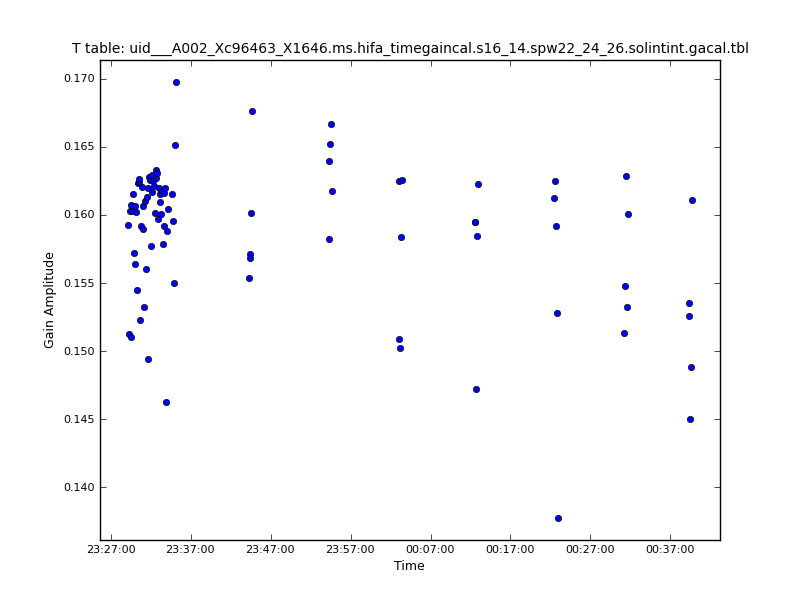 T table: uid___A002_Xc96463_X1646.ms.hifa_timegaincal.s16_14.spw22_24_26.solintint.gacal.tbl
0.170
0.165
0.160
0.155
0.150
0.145
0.140
Gain Amplitude
23:27:00 23:37:00 23:47:00 23:57:00 00:07:00 00:17:00 00:27:00 00:37:00
Time